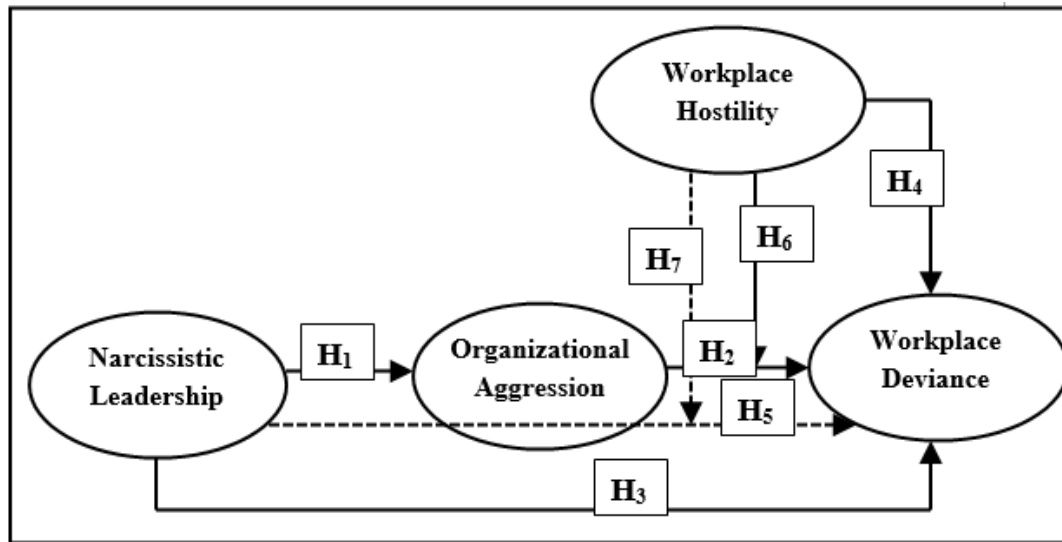 Workplace
Hostility
H₄
H₆
H₇
Narcissistic
Leadership
H₁
Organizational
Aggression
H₂
Workplace
Deviance
H₅
H₃